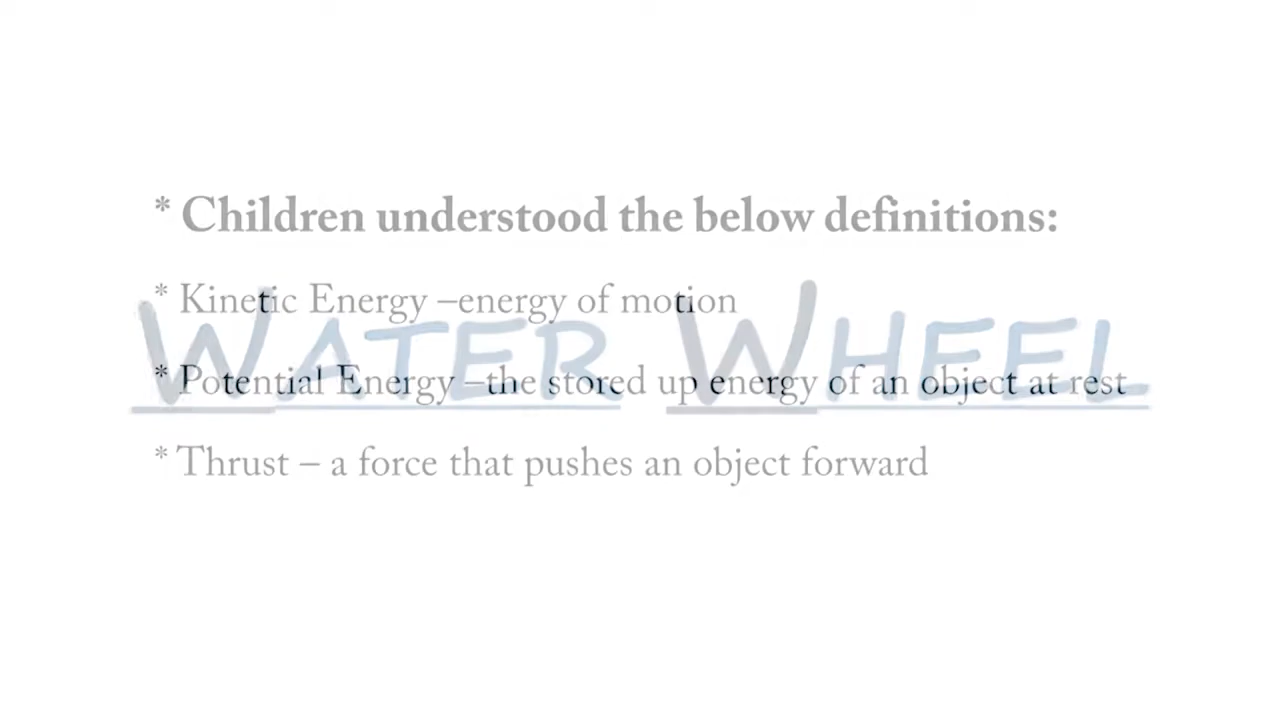 * Children understood the below definitions:
* Kinetic Energy –energy of motion
WATER WHEEL
* Potential Energy –the stored up energy of an object at rest
* Thrust – a force that pushes an object forward